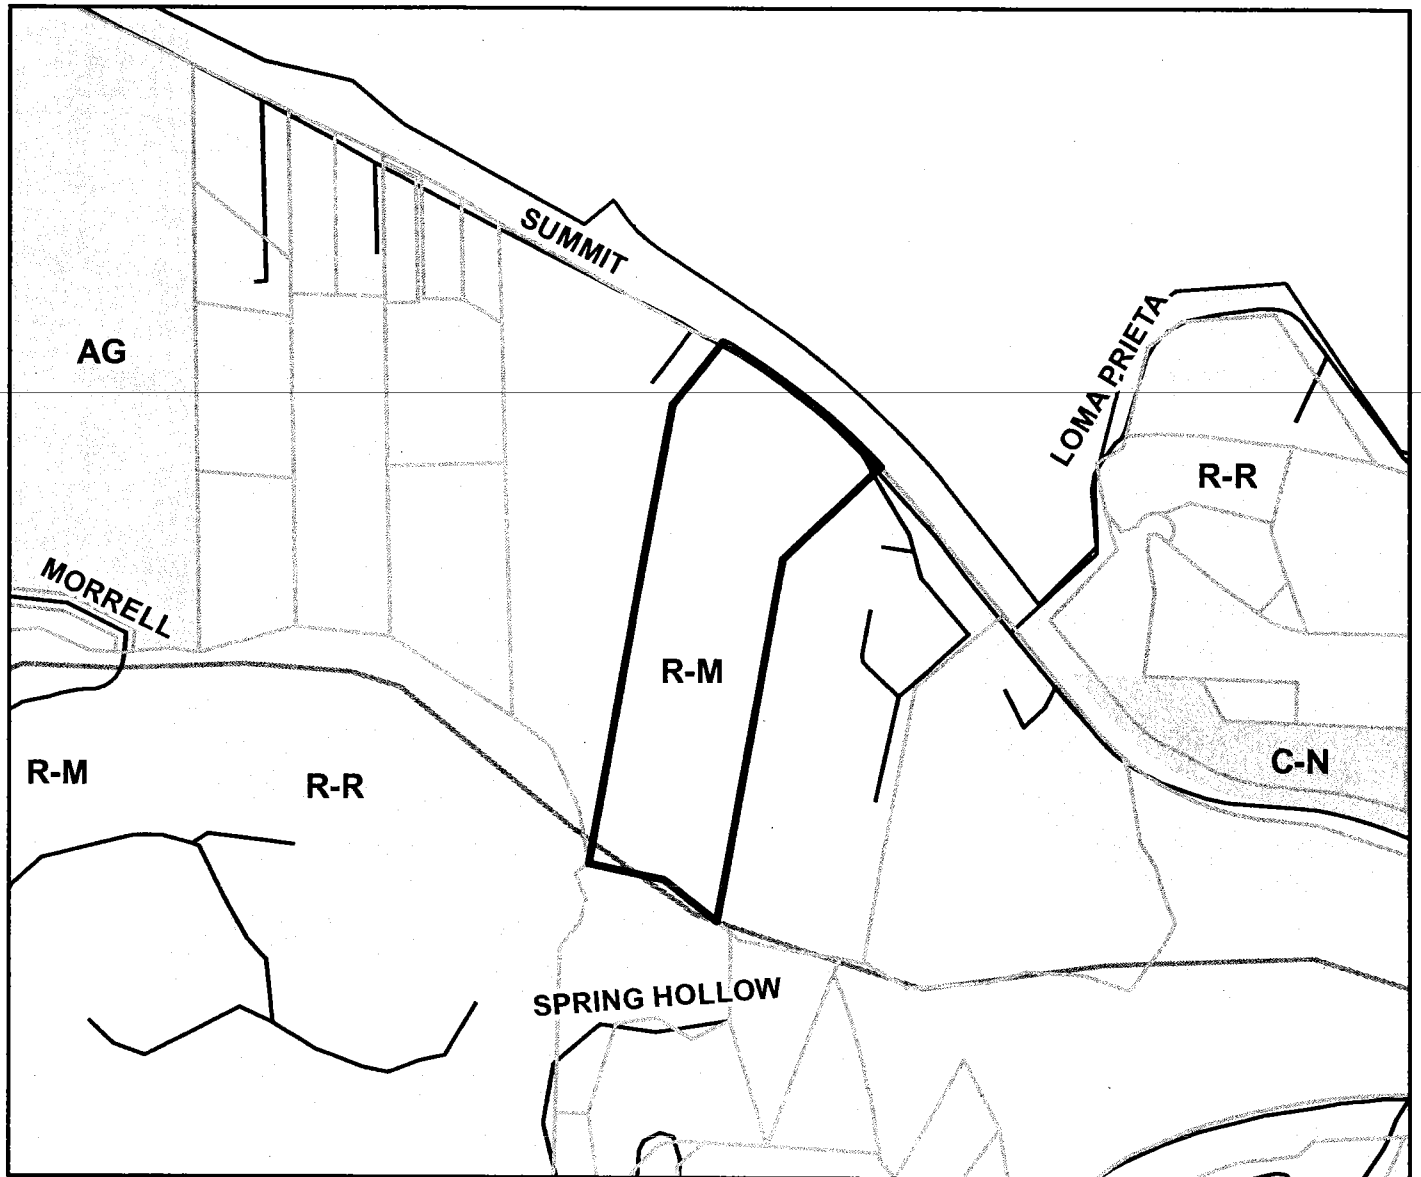 SUMMIT
LOMA PRIETA
AG
R-R
MORRELL
R-M
R-M
R-R
C-N
SPRING HOLLOW